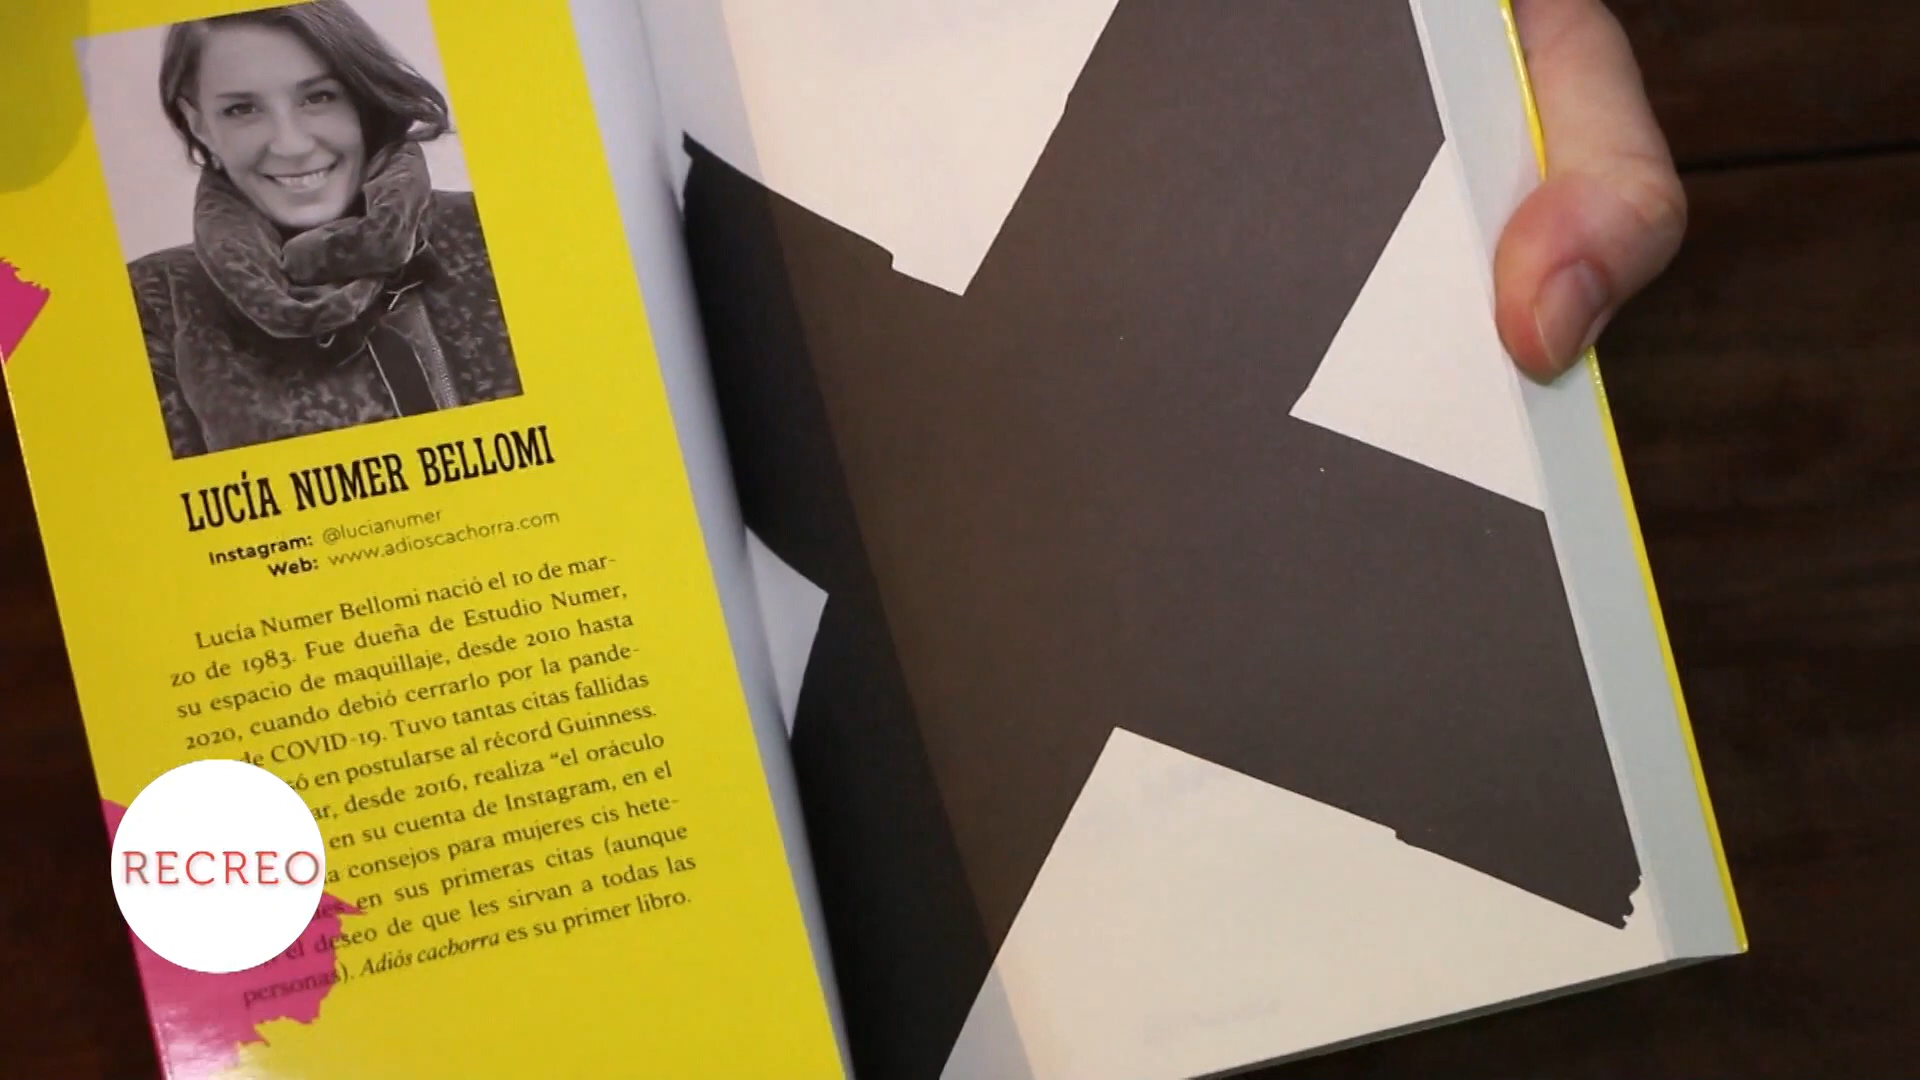 LUCÍA NUMER BELLOMI
Instagram: @lucianumer
Web: www.adioscachorra.com
Lucía Numer Bellomi nació el 10 de mar-
zo de 1983. Fue dueña de Estudio Numer,
su espacio de maquillaje, desde 2010 hasta
2020, cuando debió cerrarlo por la pande-
de COVID-19. Tuvo tantas citas fallidas
en postularse al récord Guinness.
desde 2016, realiza “el oráculo
en su cuenta de Instagram, en el
consejos para mujeres cis hete-
en sus primeras citas (aunque
el deseo de que les sirvan a todas las
personas). Adiós cachorra es su primer libro.
RECREO